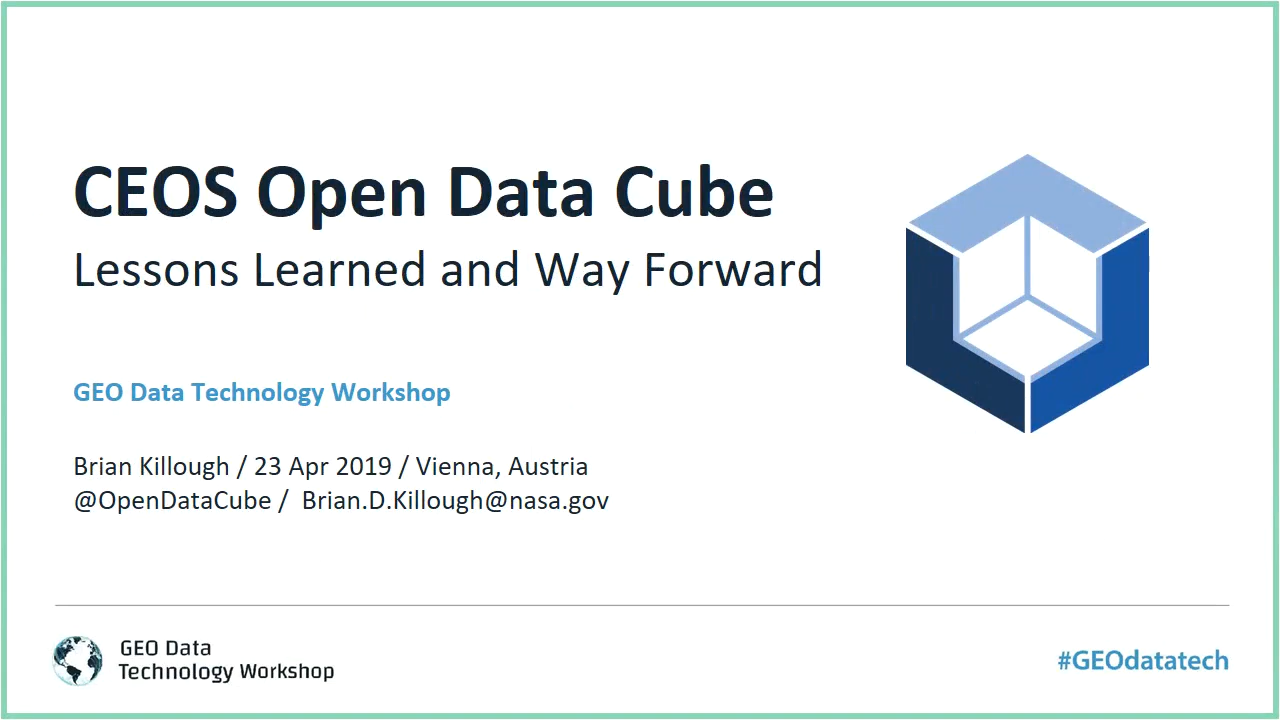 CEOS Open Data Cube
Lessons Learned and Way Forward
GEO Data Technology Workshop
Brian Killough / 23 Apr 2019 / Vienna, Austria
@OpenDataCube / Brian.D.Killough@nasa.gov
GEO Data
Technology Workshop
#GEOdatatech